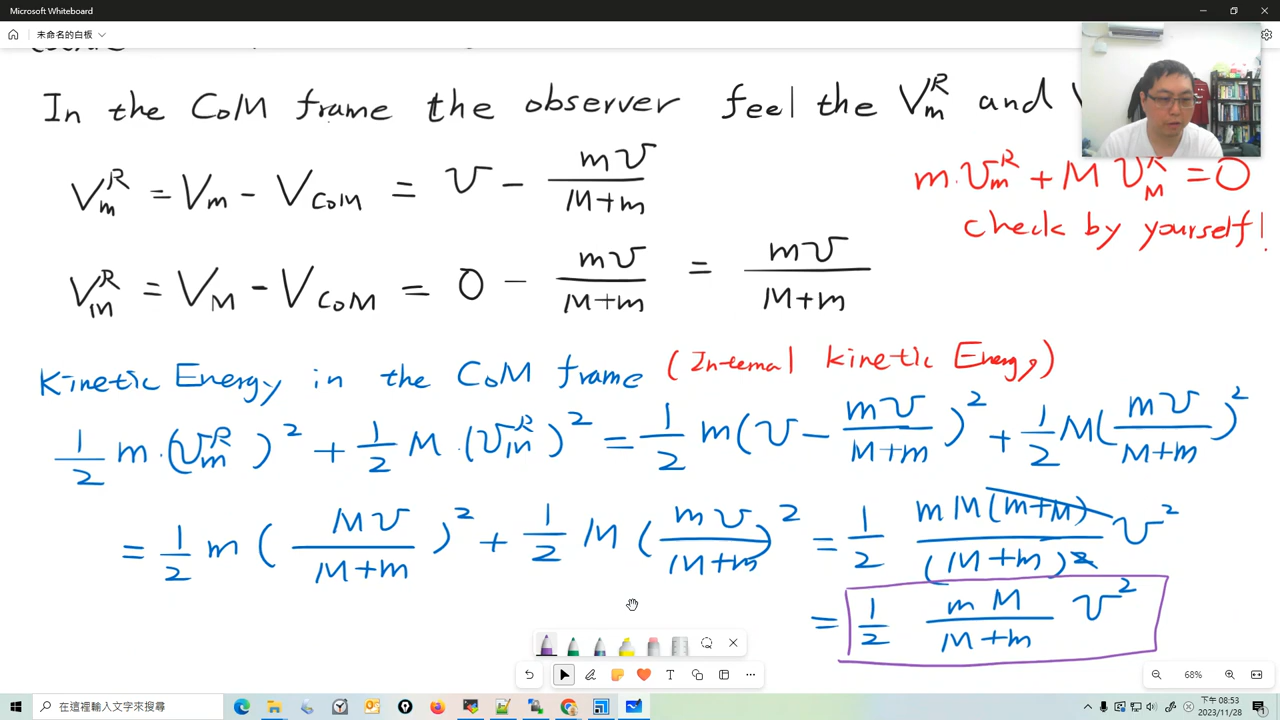 Microsoft Whiteboard
未命名的白板
In the CoM frame the observer feel the V_m^R and
V_m^R = V_m - V_CoM = v - mv/(M+m)
m·v_m^R + M v_M^R = 0
check by yourself!
V_M^R = V_M - V_CoM = 0 - mv/(M+m) = mv/(M+m)
Kinetic Energy in the CoM frame (Internal kinetic Energy)
1/2 m·(v_m^R)^2 + 1/2 M·(v_m^R)^2 = 1/2 m(v - mv/(M+m))^2 + 1/2 M(mv/(M+m))^2
= 1/2 m (Mv/(M+m))^2 + 1/2 M (mv/(M+m))^2 = 1/2 mM(m+M)/(M+m)^2 v^2
= 1/2 mM/(M+m) v^2
68%
在這裡輸入文字來搜尋
下午 08:53
2023/11/28